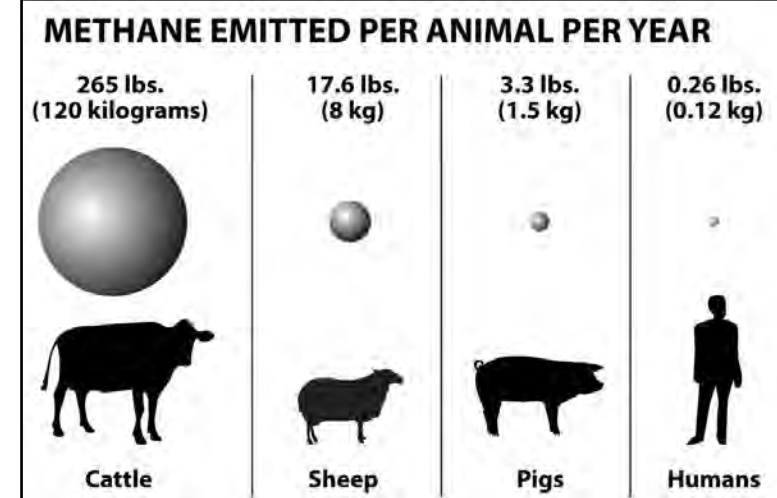 METHANE EMITTED PER ANIMAL PER YEAR
265 lbs.
(120 kilograms)
17.6 lbs.
(8 kg)
3.3 lbs.
(1.5 kg)
0.26 lbs.
(0.12 kg)
Cattle
Sheep
Pigs
Humans